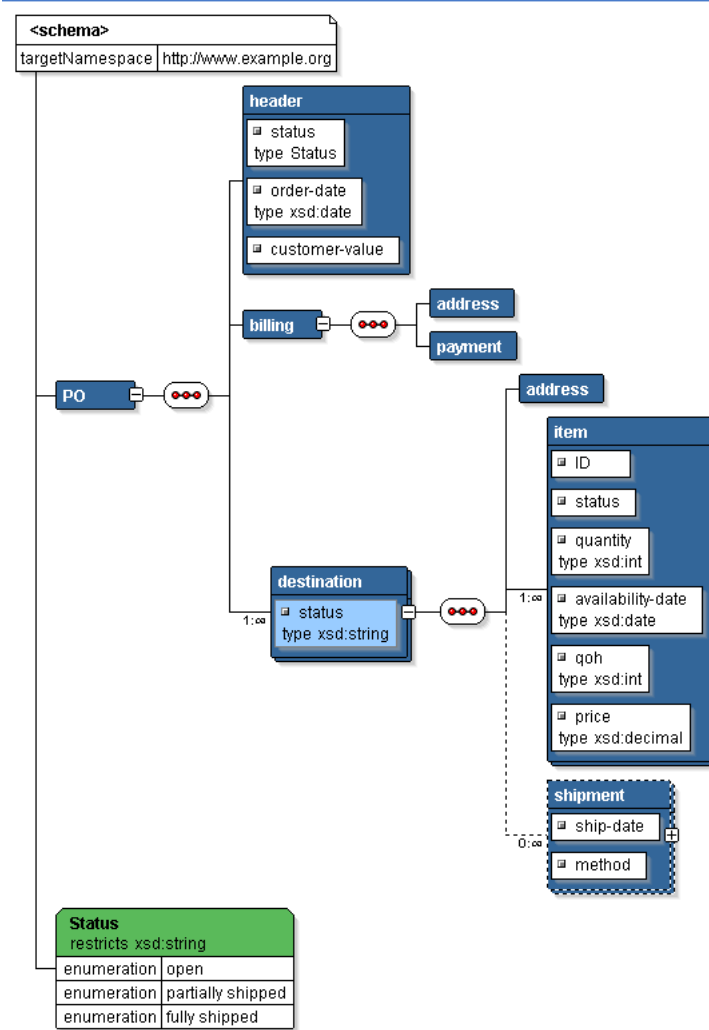 <schema>
targetNamespace http://www.example.org
header
status
type Status
order-date
type xsd:date
customer-value
billing
address
payment
PO
address
item
ID
status
quantity
type xsd:int
destination
status
type xsd:string
1:∞
1:∞
availability-date
type xsd:date
qoh
type xsd:int
price
type xsd:decimal
shipment
ship-date
0:∞
method
Status
restricts xsd:string
enumeration open
enumeration partially shipped
enumeration fully shipped